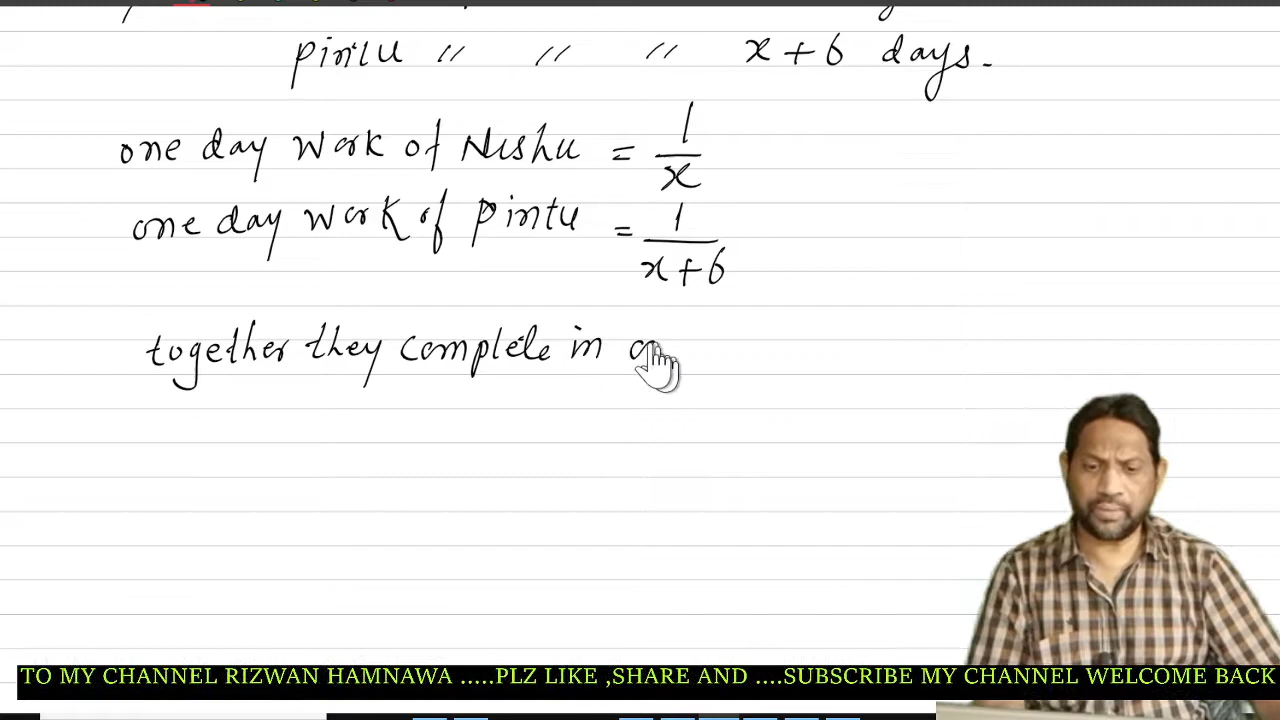 pintu " " " x+6 days.
one day work of Nishu = 1/x
one day work of pintu = 1/x+6
together they complete in
TO MY CHANNEL RIZWAN HAMNAWA .....PLZ LIKE ,SHARE AND ....SUBSCRIBE MY CHANNEL WELCOME BACK